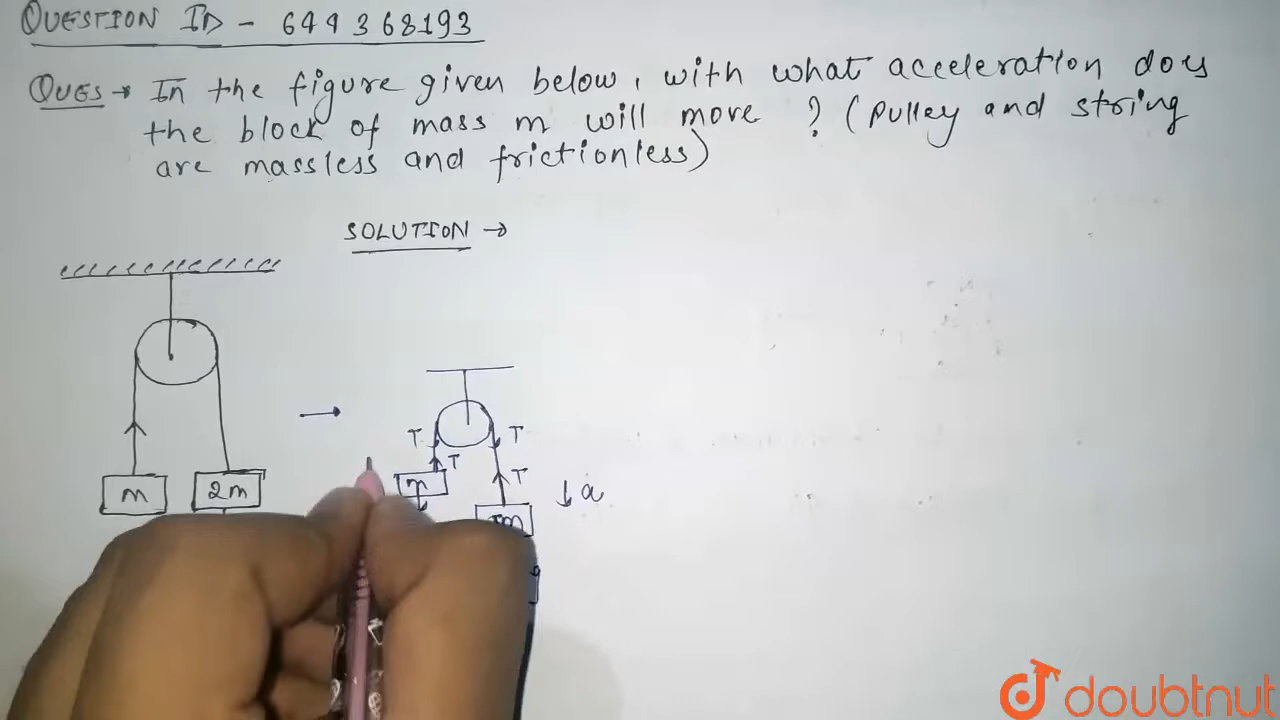 QUESTION ID - 644368193
QUES → In the figure given below, with what acceleration does
the block of mass m will move ? (pulley and string
are massless and frictionless)
SOLUTION →
T T
T T
m 2m m a
doubtnut